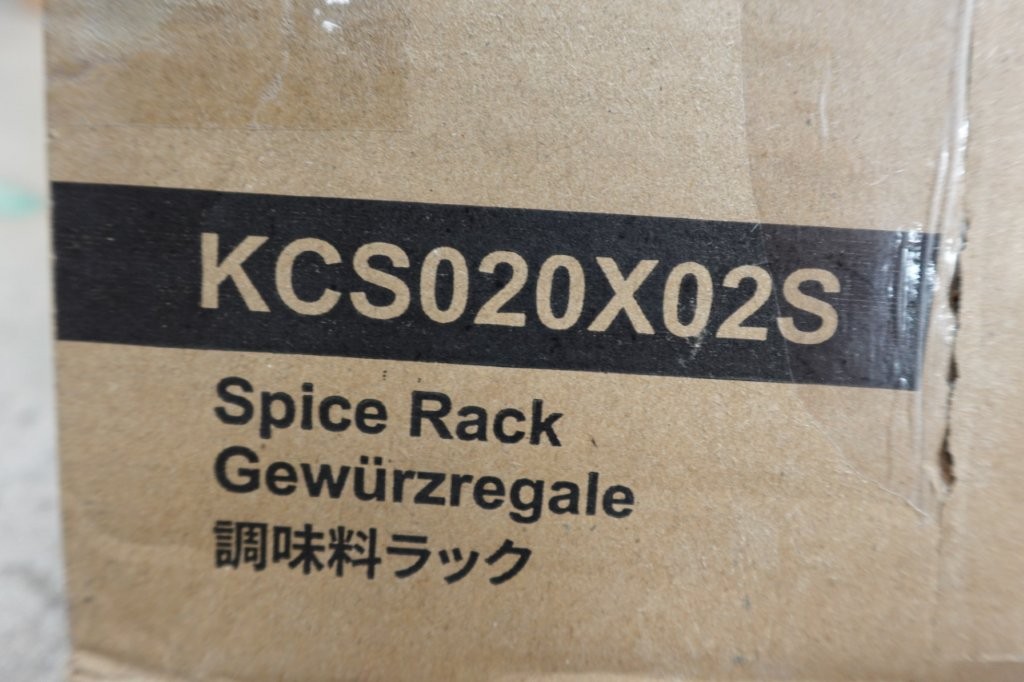 KCS020X02S
Spice Rack
Gewürzregale
調味料ラック